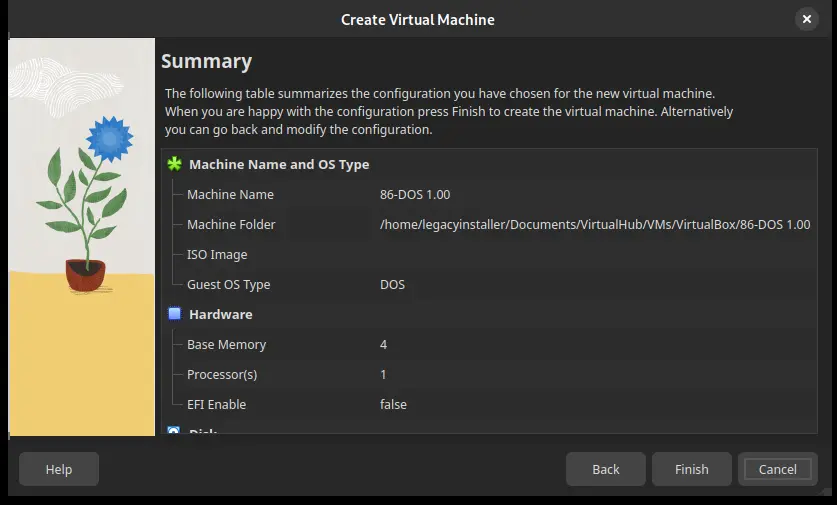 Create Virtual Machine
Summary
The following table summarizes the configuration you have chosen for the new virtual machine.
When you are happy with the configuration press Finish to create the virtual machine. Alternatively
you can go back and modify the configuration.
Machine Name and OS Type
Machine Name 86-DOS 1.00
Machine Folder /home/legacyinstaller/Documents/VirtualHub/VMs/VirtualBox/86-DOS 1.00
ISO Image
Guest OS Type DOS
Hardware
Base Memory 4
Processor(s) 1
EFI Enable false
Disk
Help Back Finish Cancel